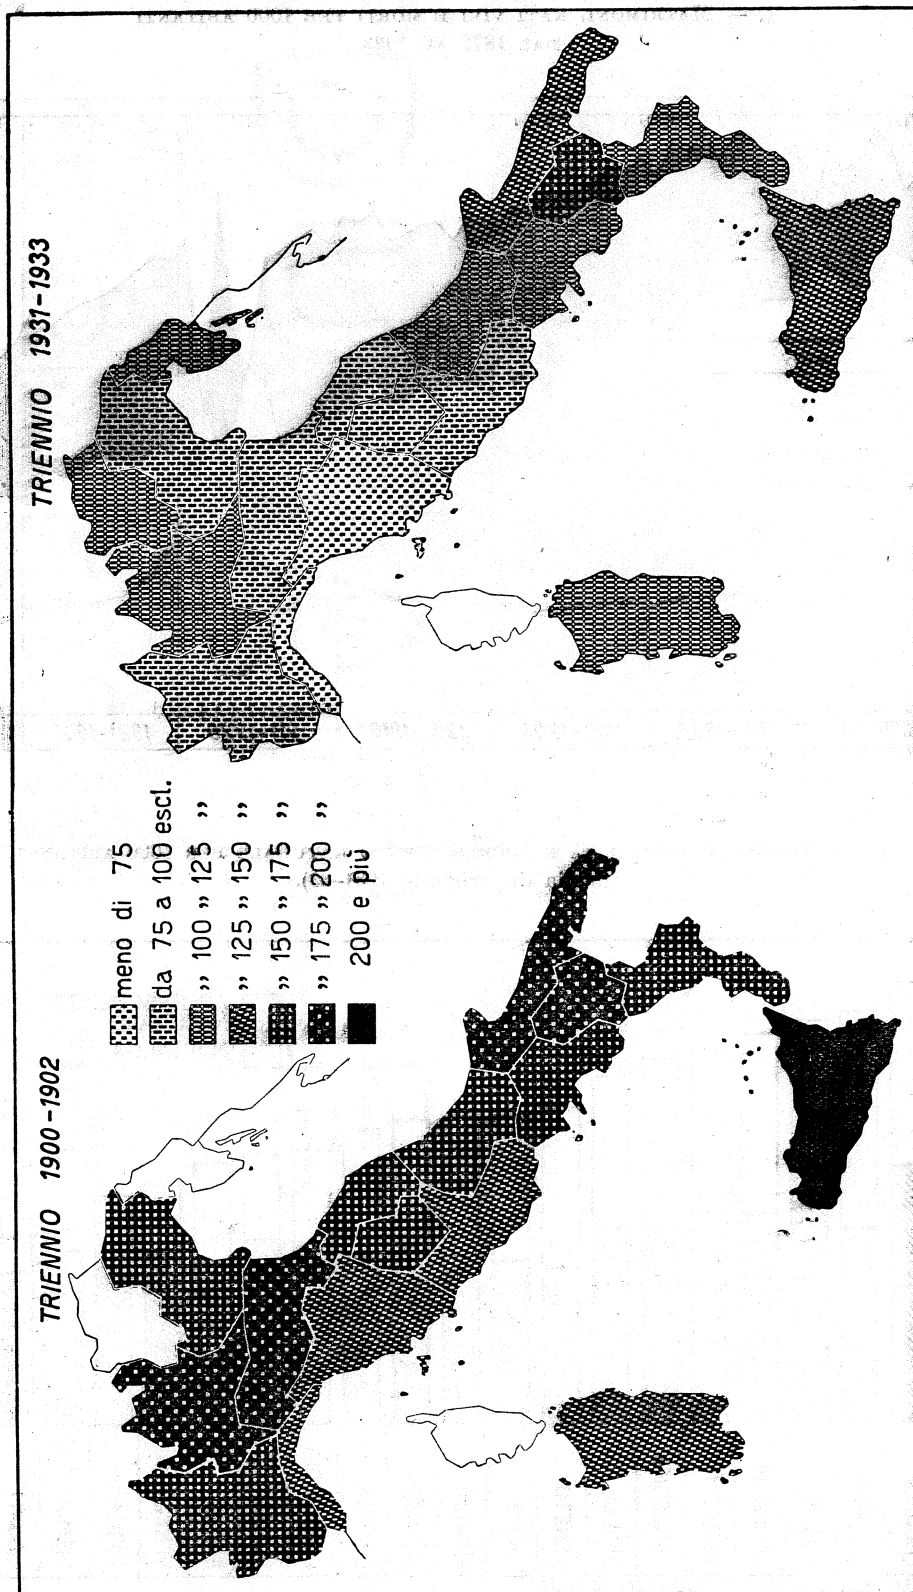 TRIENNIO 1900-1902
TRIENNIO 1931-1933
meno di 75
da 75 a 100 escl.
„ 100 „ 125 „
„ 125 „ 150 „
„ 150 „ 175 „
„ 175 „ 200 „
200 e più